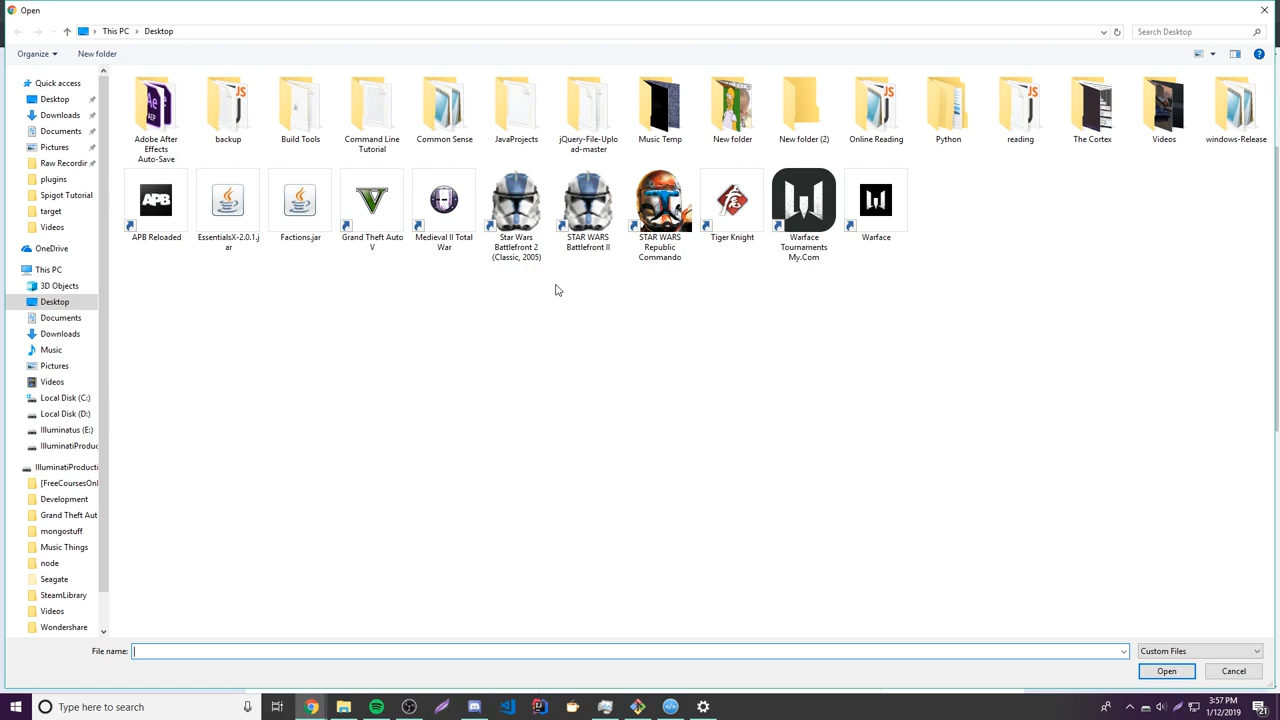 Open
This PC
Desktop
Search Desktop
Organize
New folder
Quick access
Desktop
Downloads
Documents
Pictures
Raw Recordin
plugins
Spigot Tutorial
target
Videos
OneDrive
This PC
3D Objects
Desktop
Documents
Downloads
Music
Pictures
Videos
Local Disk (C:)
Local Disk (D:)
Illuminatus (E:)
IlluminatiProduc
IlluminatiProducti
[FreeCoursesOnl
Development
Grand Theft Aut
mongostuff
Music Things
node
Seagate
SteamLibrary
Videos
Wondershare
Adobe After
Effects
Auto-Save
backup
Build Tools
Command Line
Tutorial
Common Sense
JavaProjects
jQuery-File-Uplo
ad-master
Music Temp
New folder
New folder (2)
Online Reading
Python
reading
The Cortex
Videos
windows-Release
APB Reloaded
EssentialsX-2.0.1.j
ar
Factions.jar
Grand Theft Auto
V
Medieval II Total
War
Star Wars
Battlefront 2
(Classic, 2005)
STAR WARS
Battlefront II
STAR WARS
Republic
Commando
Tiger Knight
Warface
Tournaments
My.Com
Warface
File name:
Custom Files
Open
Cancel
Type here to search
3:57 PM
1/12/2019
21